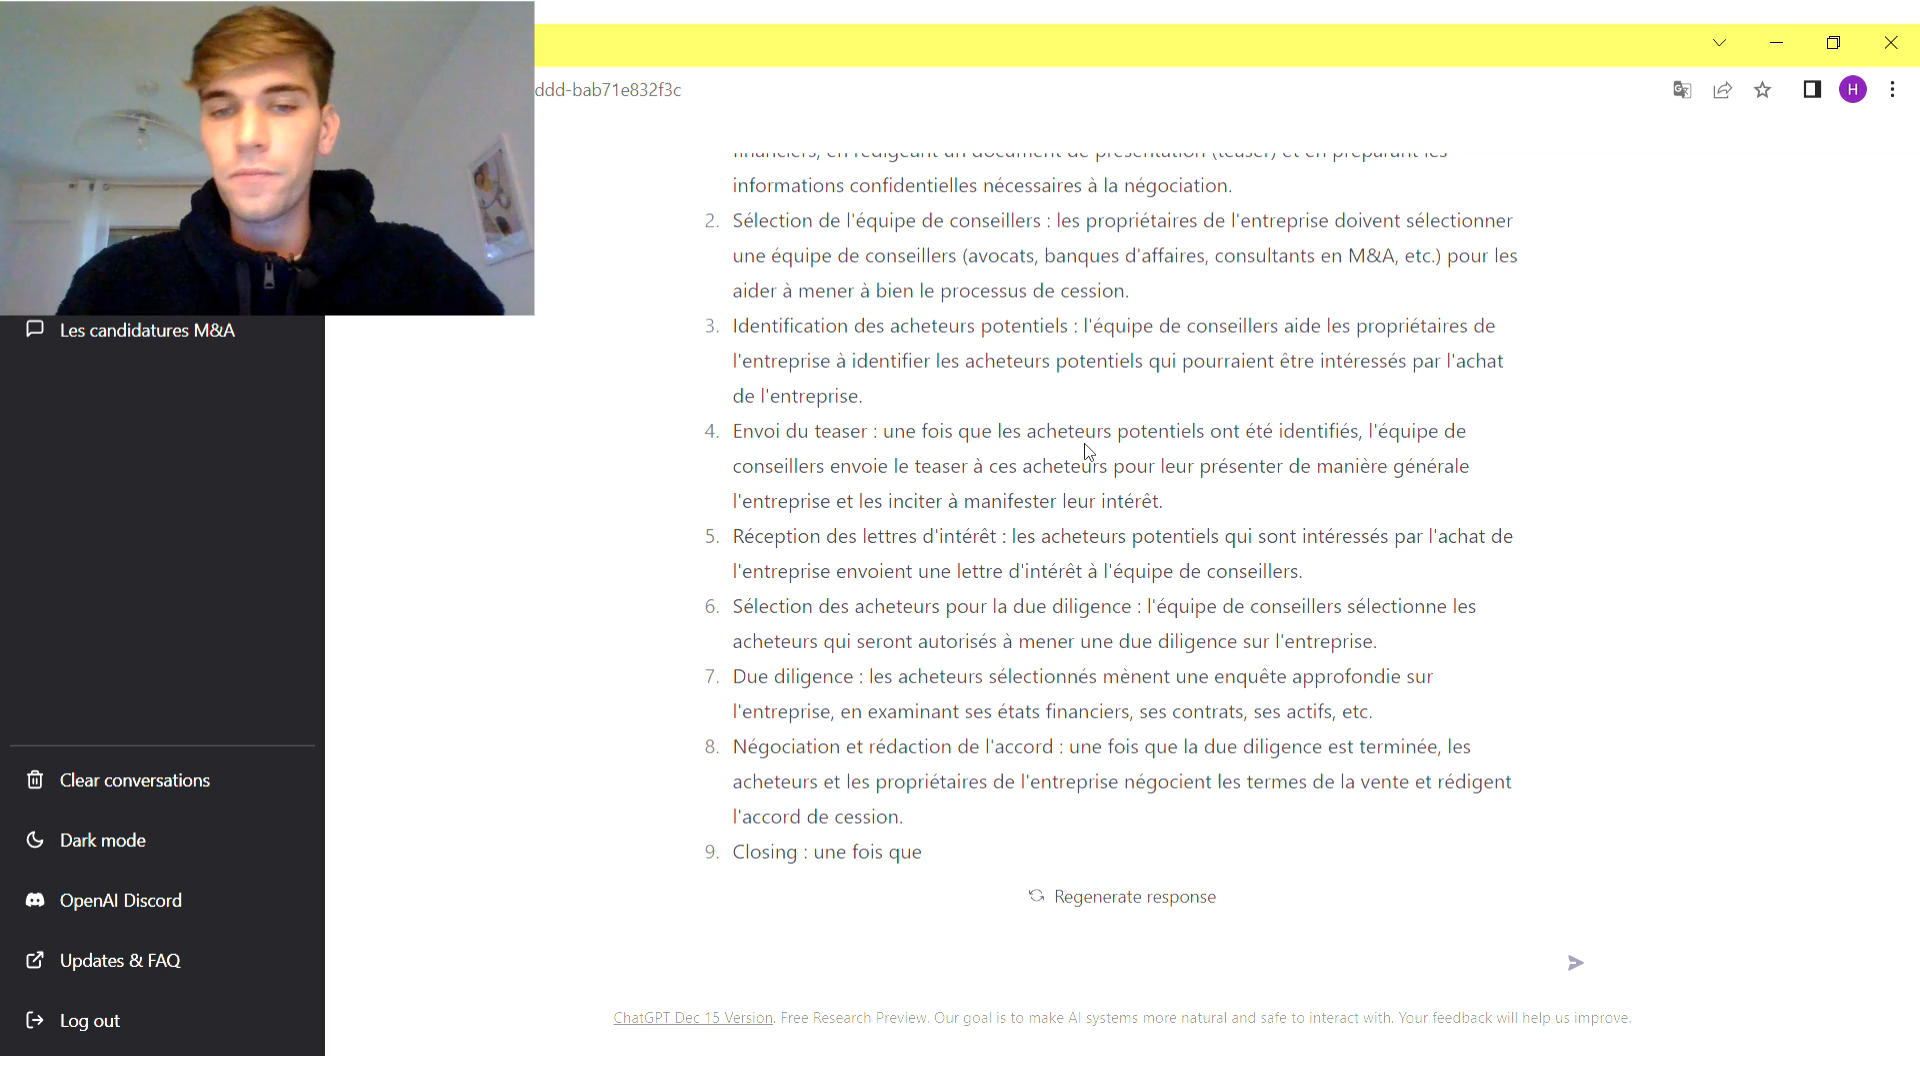 ddd-bab71e832f3c
H
financiers, en rédigeant un document de présentation (teaser) et en préparant les
informations confidentielles nécessaires à la négociation.
2. Sélection de l'équipe de conseillers : les propriétaires de l'entreprise doivent sélectionner
une équipe de conseillers (avocats, banques d'affaires, consultants en M&A, etc.) pour les
aider à mener à bien le processus de cession.
3. Identification des acheteurs potentiels : l'équipe de conseillers aide les propriétaires de
l'entreprise à identifier les acheteurs potentiels qui pourraient être intéressés par l'achat
de l'entreprise.
4. Envoi du teaser : une fois que les acheteurs potentiels ont été identifiés, l'équipe de
conseillers envoie le teaser à ces acheteurs pour leur présenter de manière générale
l'entreprise et les inciter à manifester leur intérêt.
5. Réception des lettres d'intérêt : les acheteurs potentiels qui sont intéressés par l'achat de
l'entreprise envoient une lettre d'intérêt à l'équipe de conseillers.
6. Sélection des acheteurs pour la due diligence : l'équipe de conseillers sélectionne les
acheteurs qui seront autorisés à mener une due diligence sur l'entreprise.
7. Due diligence : les acheteurs sélectionnés mènent une enquête approfondie sur
l'entreprise, en examinant ses états financiers, ses contrats, ses actifs, etc.
8. Négociation et rédaction de l'accord : une fois que la due diligence est terminée, les
acheteurs et les propriétaires de l'entreprise négocient les termes de la vente et rédigent
l'accord de cession.
9. Closing : une fois que
Regenerate response
ChatGPT Dec 15 Version. Free Research Preview. Our goal is to make AI systems more natural and safe to interact with. Your feedback will help us improve.
Les candidatures M&A
Clear conversations
Dark mode
OpenAI Discord
Updates & FAQ
Log out